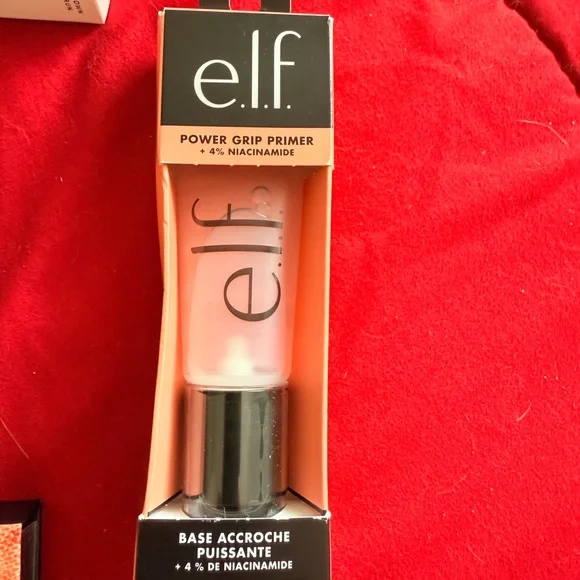 e.l.f.
POWER GRIP PRIMER
+ 4% NIACINAMIDE
e.l.f.
BASE ACCROCHE
PUISSANTE
+ 4 % DE NIACINAMIDE